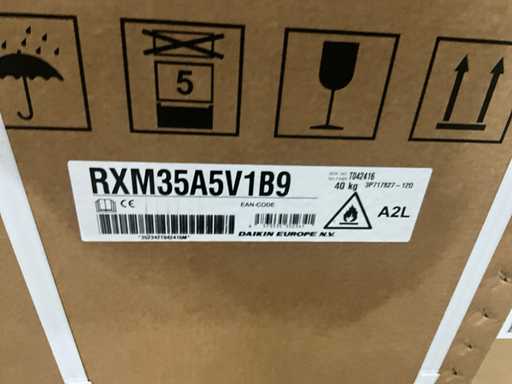 5
RXM35A5V1B9
T042416
40 kg 3P717827-12D
CE
EAN-CODE
A2L
DAIKIN EUROPE N.V.